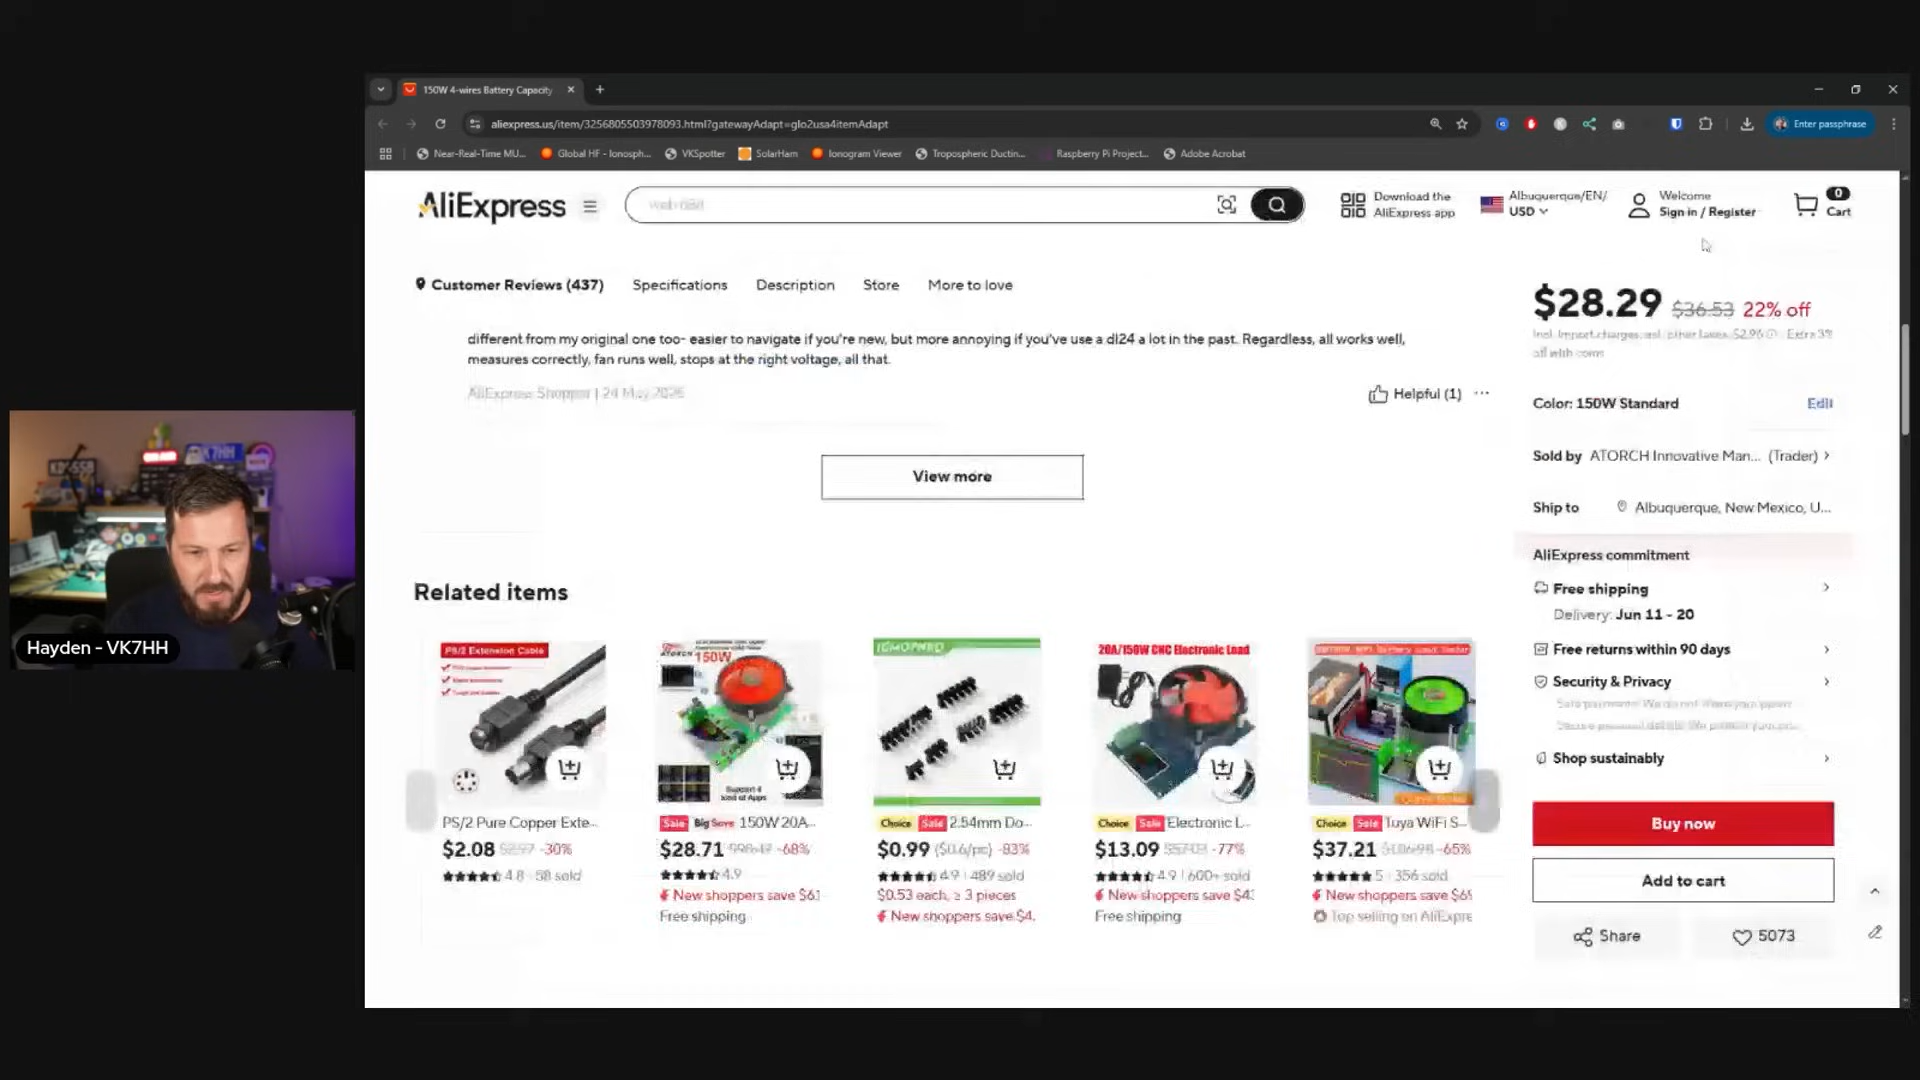 150W 4-wires Battery Capacity
aliexpress.us/item/3256805503978093.html?gatewayAdapt=glo2usa4itemAdapt
Enter passphrase
Near-Real-Time MU...
Global HF - Ionosph...
VKSpotter
SolarHam
Ionogram Viewer
Tropospheric Ductin...
Raspberry Pi Project...
Adobe Acrobat
AliExpress
Download the
AliExpress app
Albuquerque/EN/
USD
Welcome
Sign in / Register
0
Cart
Customer Reviews (437)
Specifications
Description
Store
More to love
different from my original one too- easier to navigate if you're new, but more annoying if you've use a dl24 a lot in the past. Regardless, all works well,
measures correctly, fan runs well, stops at the right voltage, all that.
AliExpress Shopper | 24 May
Helpful (1)
View more
Related items
PS/2 Extension Cable
PS/2 Pure Copper Exte...
$2.08 -30%
4.8 58 sold
ATORCH
150W
Support 4
kind of Apps
Sale Big Save 150W 20A...
$28.71 -68%
4.9
New shoppers save
Free shipping
Choice Sale 2.54mm Do...
$0.99 -83%
4.9 489 sold
$0.53 each, ≥ 3 pieces
New shoppers save $4.
20A/150W CNC Electronic Load
Choice Sale Electronic L...
$13.09 -77%
4.9 600+ sold
New shoppers save
Free shipping
Choice Sale Tuya WiFi S...
$37.21 -65%
5 356 sold
New shoppers save
Top selling on AliExpre
$28.29 $36.53 22% off
Color: 150W Standard
Edit
Sold by ATORCH Innovative Man... (Trader)
Ship to Albuquerque, New Mexico, U...
AliExpress commitment
Free shipping
Delivery: Jun 11 - 20
Free returns within 90 days
Security & Privacy
Shop sustainably
Buy now
Add to cart
Share
5073
VK7HH
Hayden - VK7HH